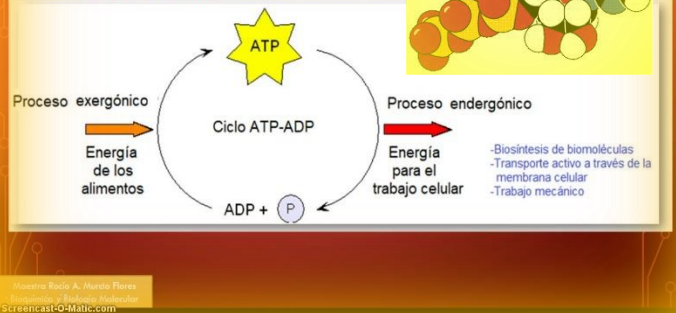 ATP
Proceso exergónico
Proceso endergónico
Ciclo ATP-ADP
Energía
de los
alimentos
Energía
para el
trabajo celular
-Biosíntesis de biomoléculas
-Transporte activo a través de la
membrana celular
-Trabajo mecánico
ADP + P
Maestra Rocío A. Murcio Flores
Bioquímica y Biología Molecular
Screencast-O-Matic.com